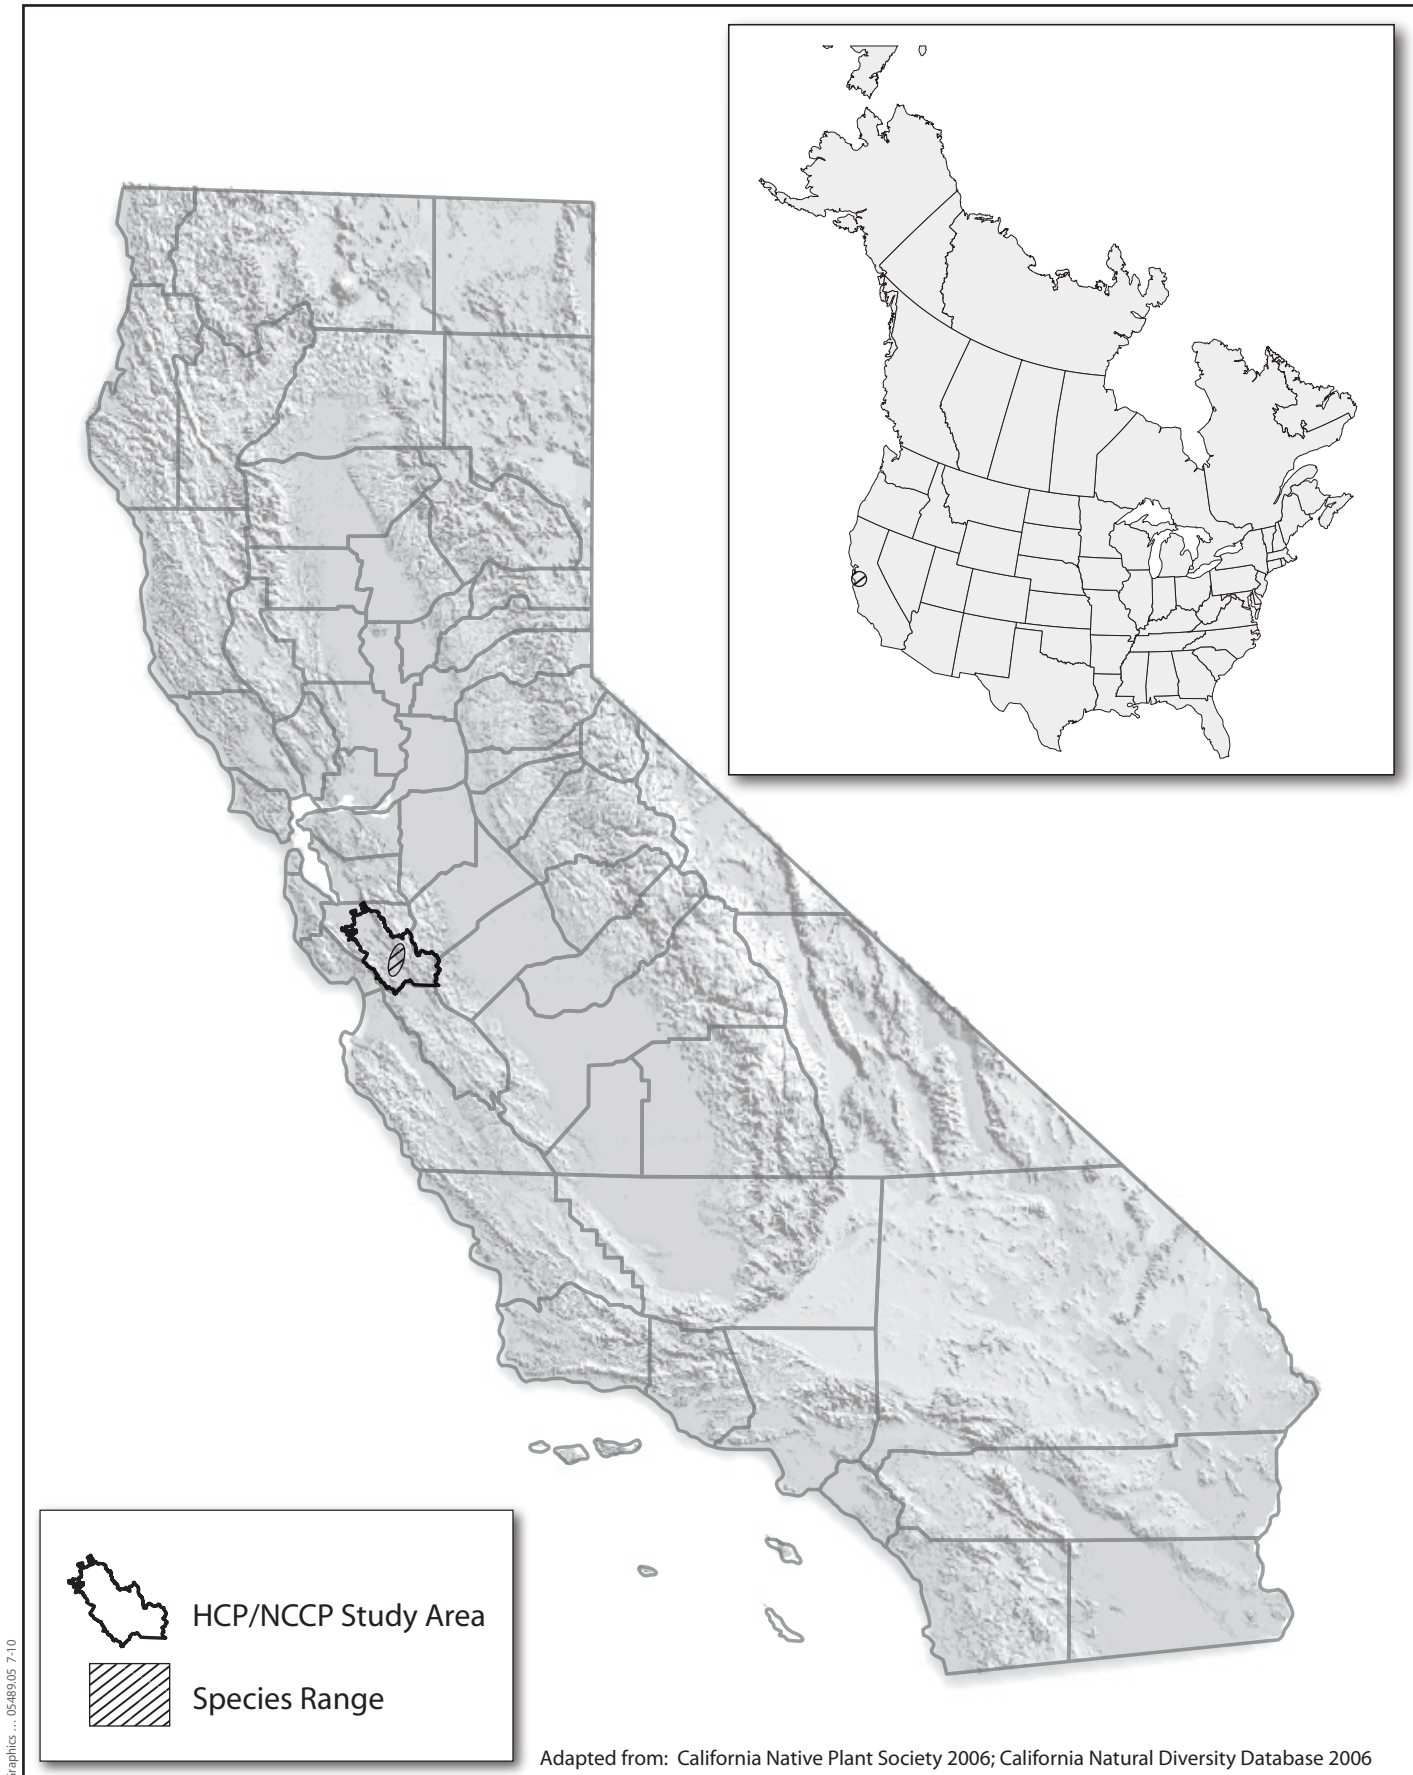 HCP/NCCP Study Area
Species Range
Adapted from: California Native Plant Society 2006; California Natural Diversity Database 2006
Graphics … 05489.05 7-10